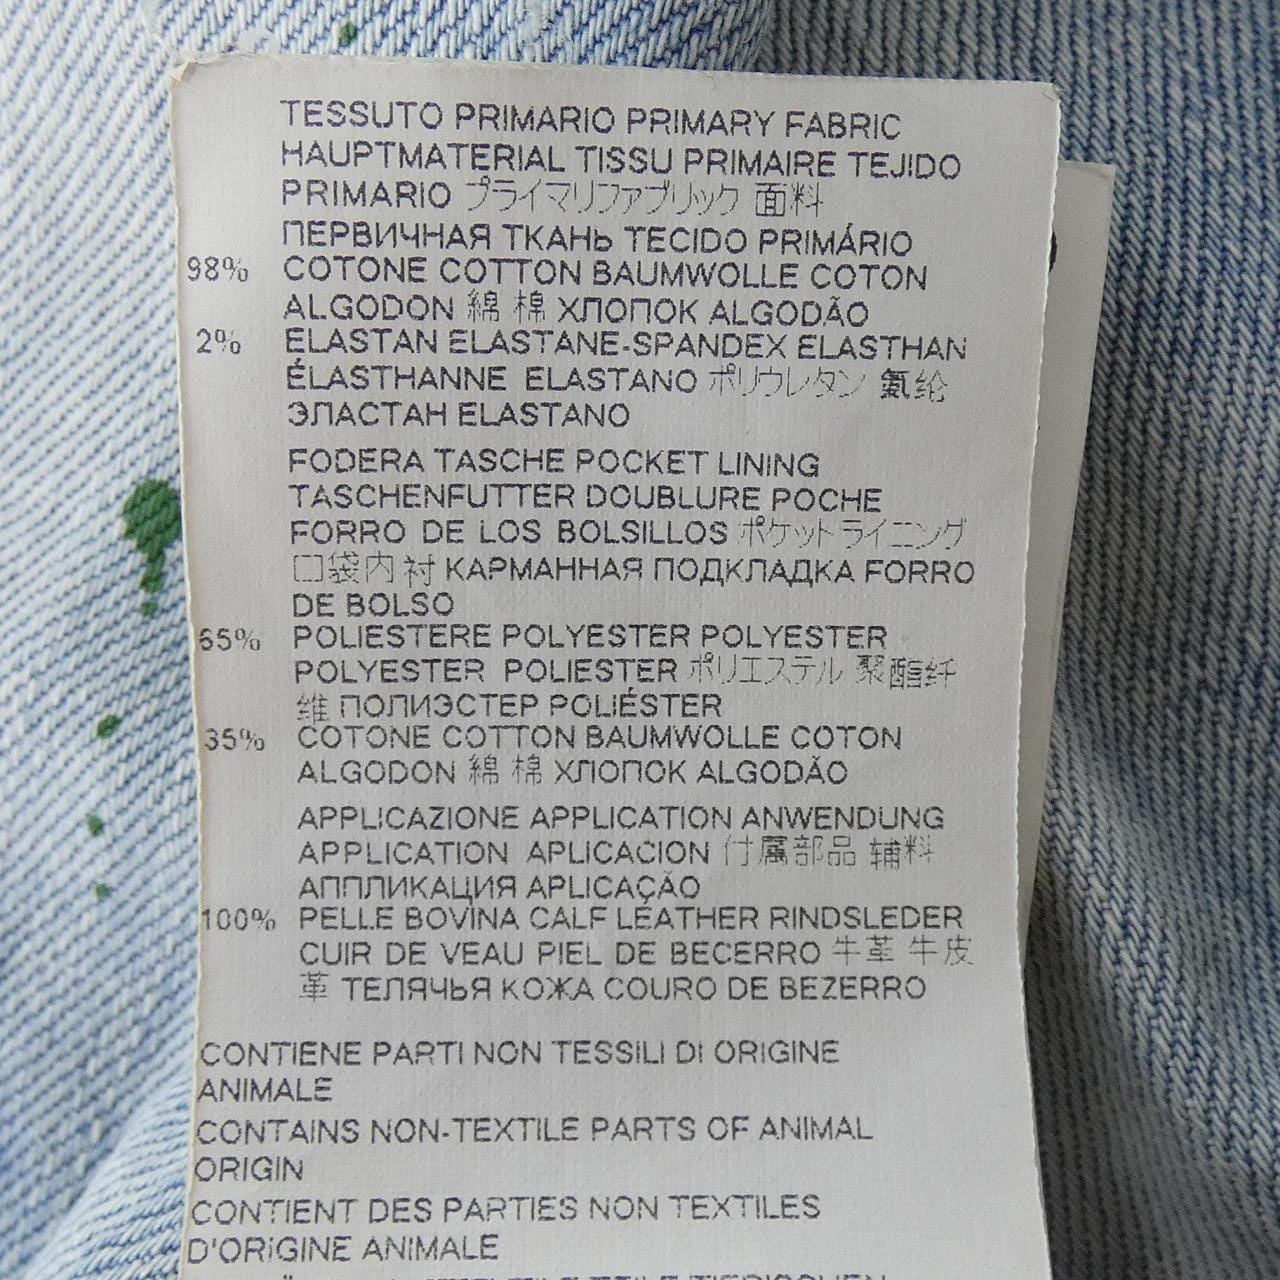 TESSUTO PRIMARIO PRIMARY FABRIC
HAUPTMATERIAL TISSU PRIMAIRE TEJIDO
PRIMARIO プライマリファブリック 面料
ПЕРВИЧНАЯ ТКАНЬ TECIDO PRIMÁRIO
98% COTONE COTTON BAUMWOLLE COTON
ALGODON 綿 棉 ХЛОПОК ALGODÃO
2% ELASTAN ELASTANE-SPANDEX ELASTHAN
ÉLASTHANNE ELASTANO ポリウレタン 氨纶
ЭЛАСТАН ELASTANO
FODERA TASCHE POCKET LINING
TASCHENFUTTER DOUBLURE POCHE
FORRO DE LOS BOLSILLOS ポケットライニング
口袋内衬 КАРМАННАЯ ПОДКЛАДКА FORRO
DE BOLSO
65% POLIESTERE POLYESTER POLYESTER
POLYESTER POLIESTER ポリエステル 聚酯纤
维 ПОЛИЭСТЕР POLIÉSTER
35% COTONE COTTON BAUMWOLLE COTON
ALGODON 綿 棉 ХЛОПОК ALGODÃO
APPLICAZIONE APPLICATION ANWENDUNG
APPLICATION APLICACION 付属部品 辅料
АППЛИКАЦИЯ APLICAÇÃO
100% PELLE BOVINA CALF LEATHER RINDSLEDER
CUIR DE VEAU PIEL DE BECERRO 牛革 牛皮
革 ТЕЛЯЧЬЯ КОЖА COURO DE BEZERRO
CONTIENE PARTI NON TESSILI DI ORIGINE
ANIMALE
CONTAINS NON-TEXTILE PARTS OF ANIMAL
ORIGIN
CONTIENT DES PARTIES NON TEXTILES
D'ORIGINE ANIMALE